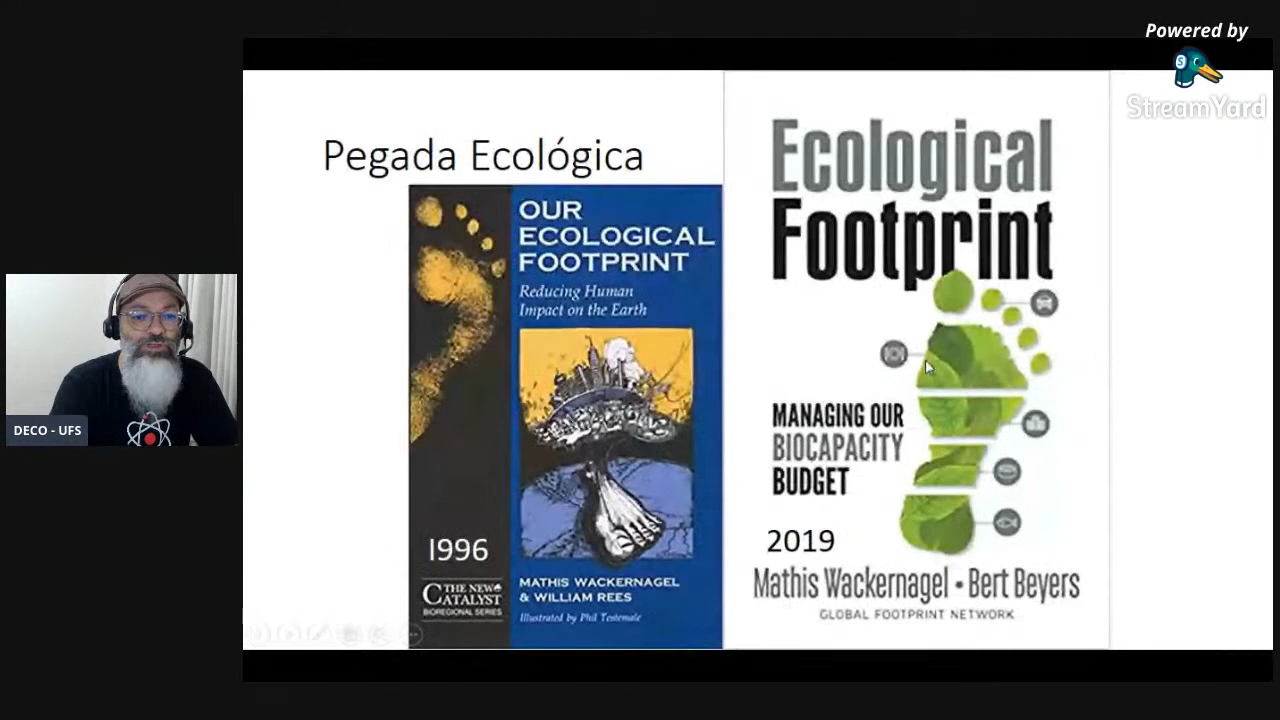 Powered by
StreamYard
Pegada Ecológica
OUR
ECOLOGICAL
FOOTPRINT
Reducing Human
Impact on the Earth
1996
THE NEW
CATALYST
BIOREGIONAL SERIES
MATHIS WACKERNAGEL
& WILLIAM REES
Illustrated by Phil Testemale
Ecological
Footprint
MANAGING OUR
BIOCAPACITY
BUDGET
2019
Mathis Wackernagel • Bert Beyers
GLOBAL FOOTPRINT NETWORK
DECO - UFS